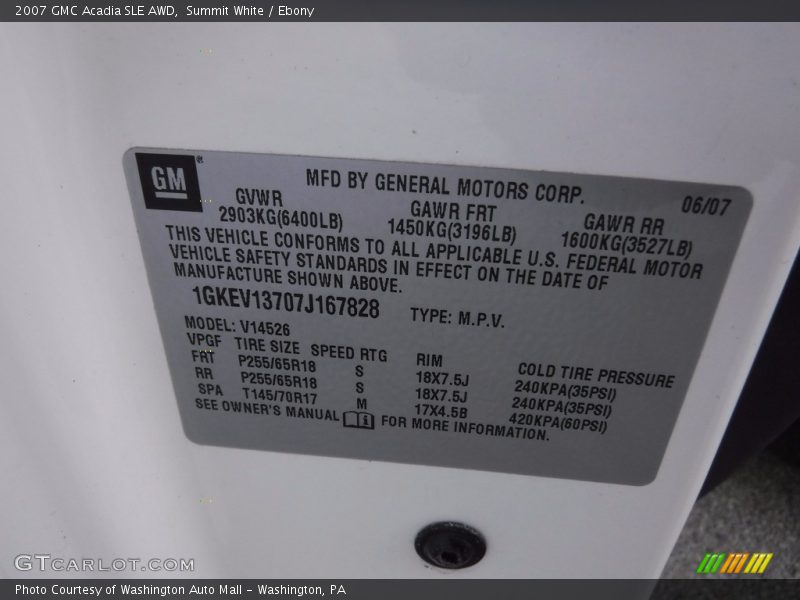 2007 GMC Acadia SLE AWD,  Summit White / Ebony
GM®
MFD BY GENERAL MOTORS CORP. 06/07
GVWR GAWR FRT GAWR RR
2903KG(6400LB) 1450KG(3196LB) 1600KG(3527LB)
THIS VEHICLE CONFORMS TO ALL APPLICABLE U.S. FEDERAL MOTOR
VEHICLE SAFETY STANDARDS IN EFFECT ON THE DATE OF
MANUFACTURE SHOWN ABOVE.
1GKEV13707J167828 TYPE: M.P.V.
MODEL: V14526
VPGF TIRE SIZE SPEED RTG RIM COLD TIRE PRESSURE
FRT P255/65R18 S 18X7.5J 240KPA(35PSI)
RR P255/65R18 S 18X7.5J 240KPA(35PSI)
SPA T145/70R17 M 17X4.5B 420KPA(60PSI)
SEE OWNER'S MANUAL FOR MORE INFORMATION.
GTCARLOT.COM
Photo Courtesy of Washington Auto Mall - Washington, PA